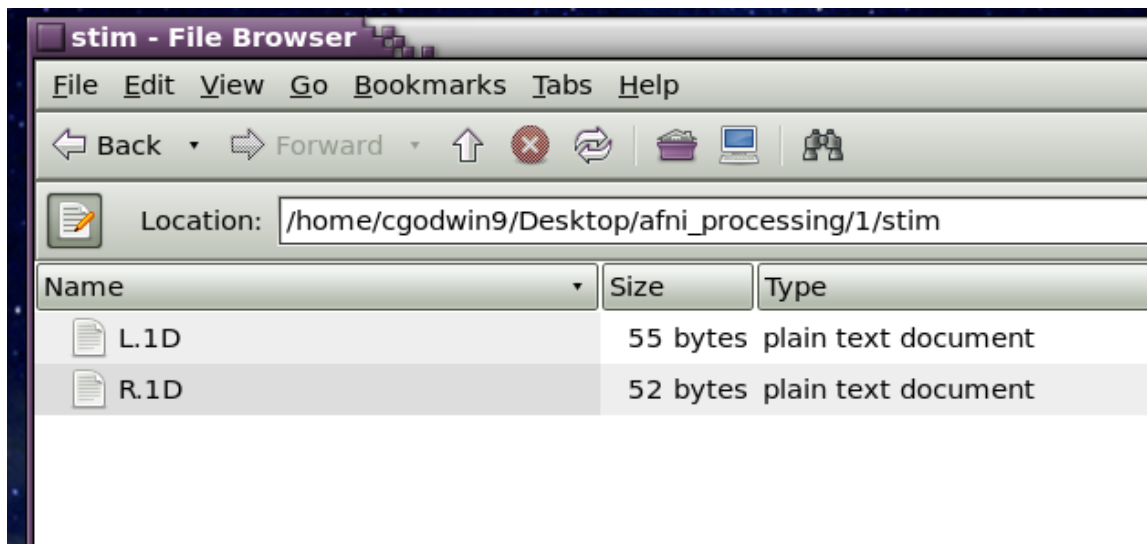 stim - File Browser
File Edit View Go Bookmarks Tabs Help
Back Forward
Location: /home/cgodwin9/Desktop/afni_processing/1/stim
Name Size Type
L.1D 55 bytes plain text document
R.1D 52 bytes plain text document